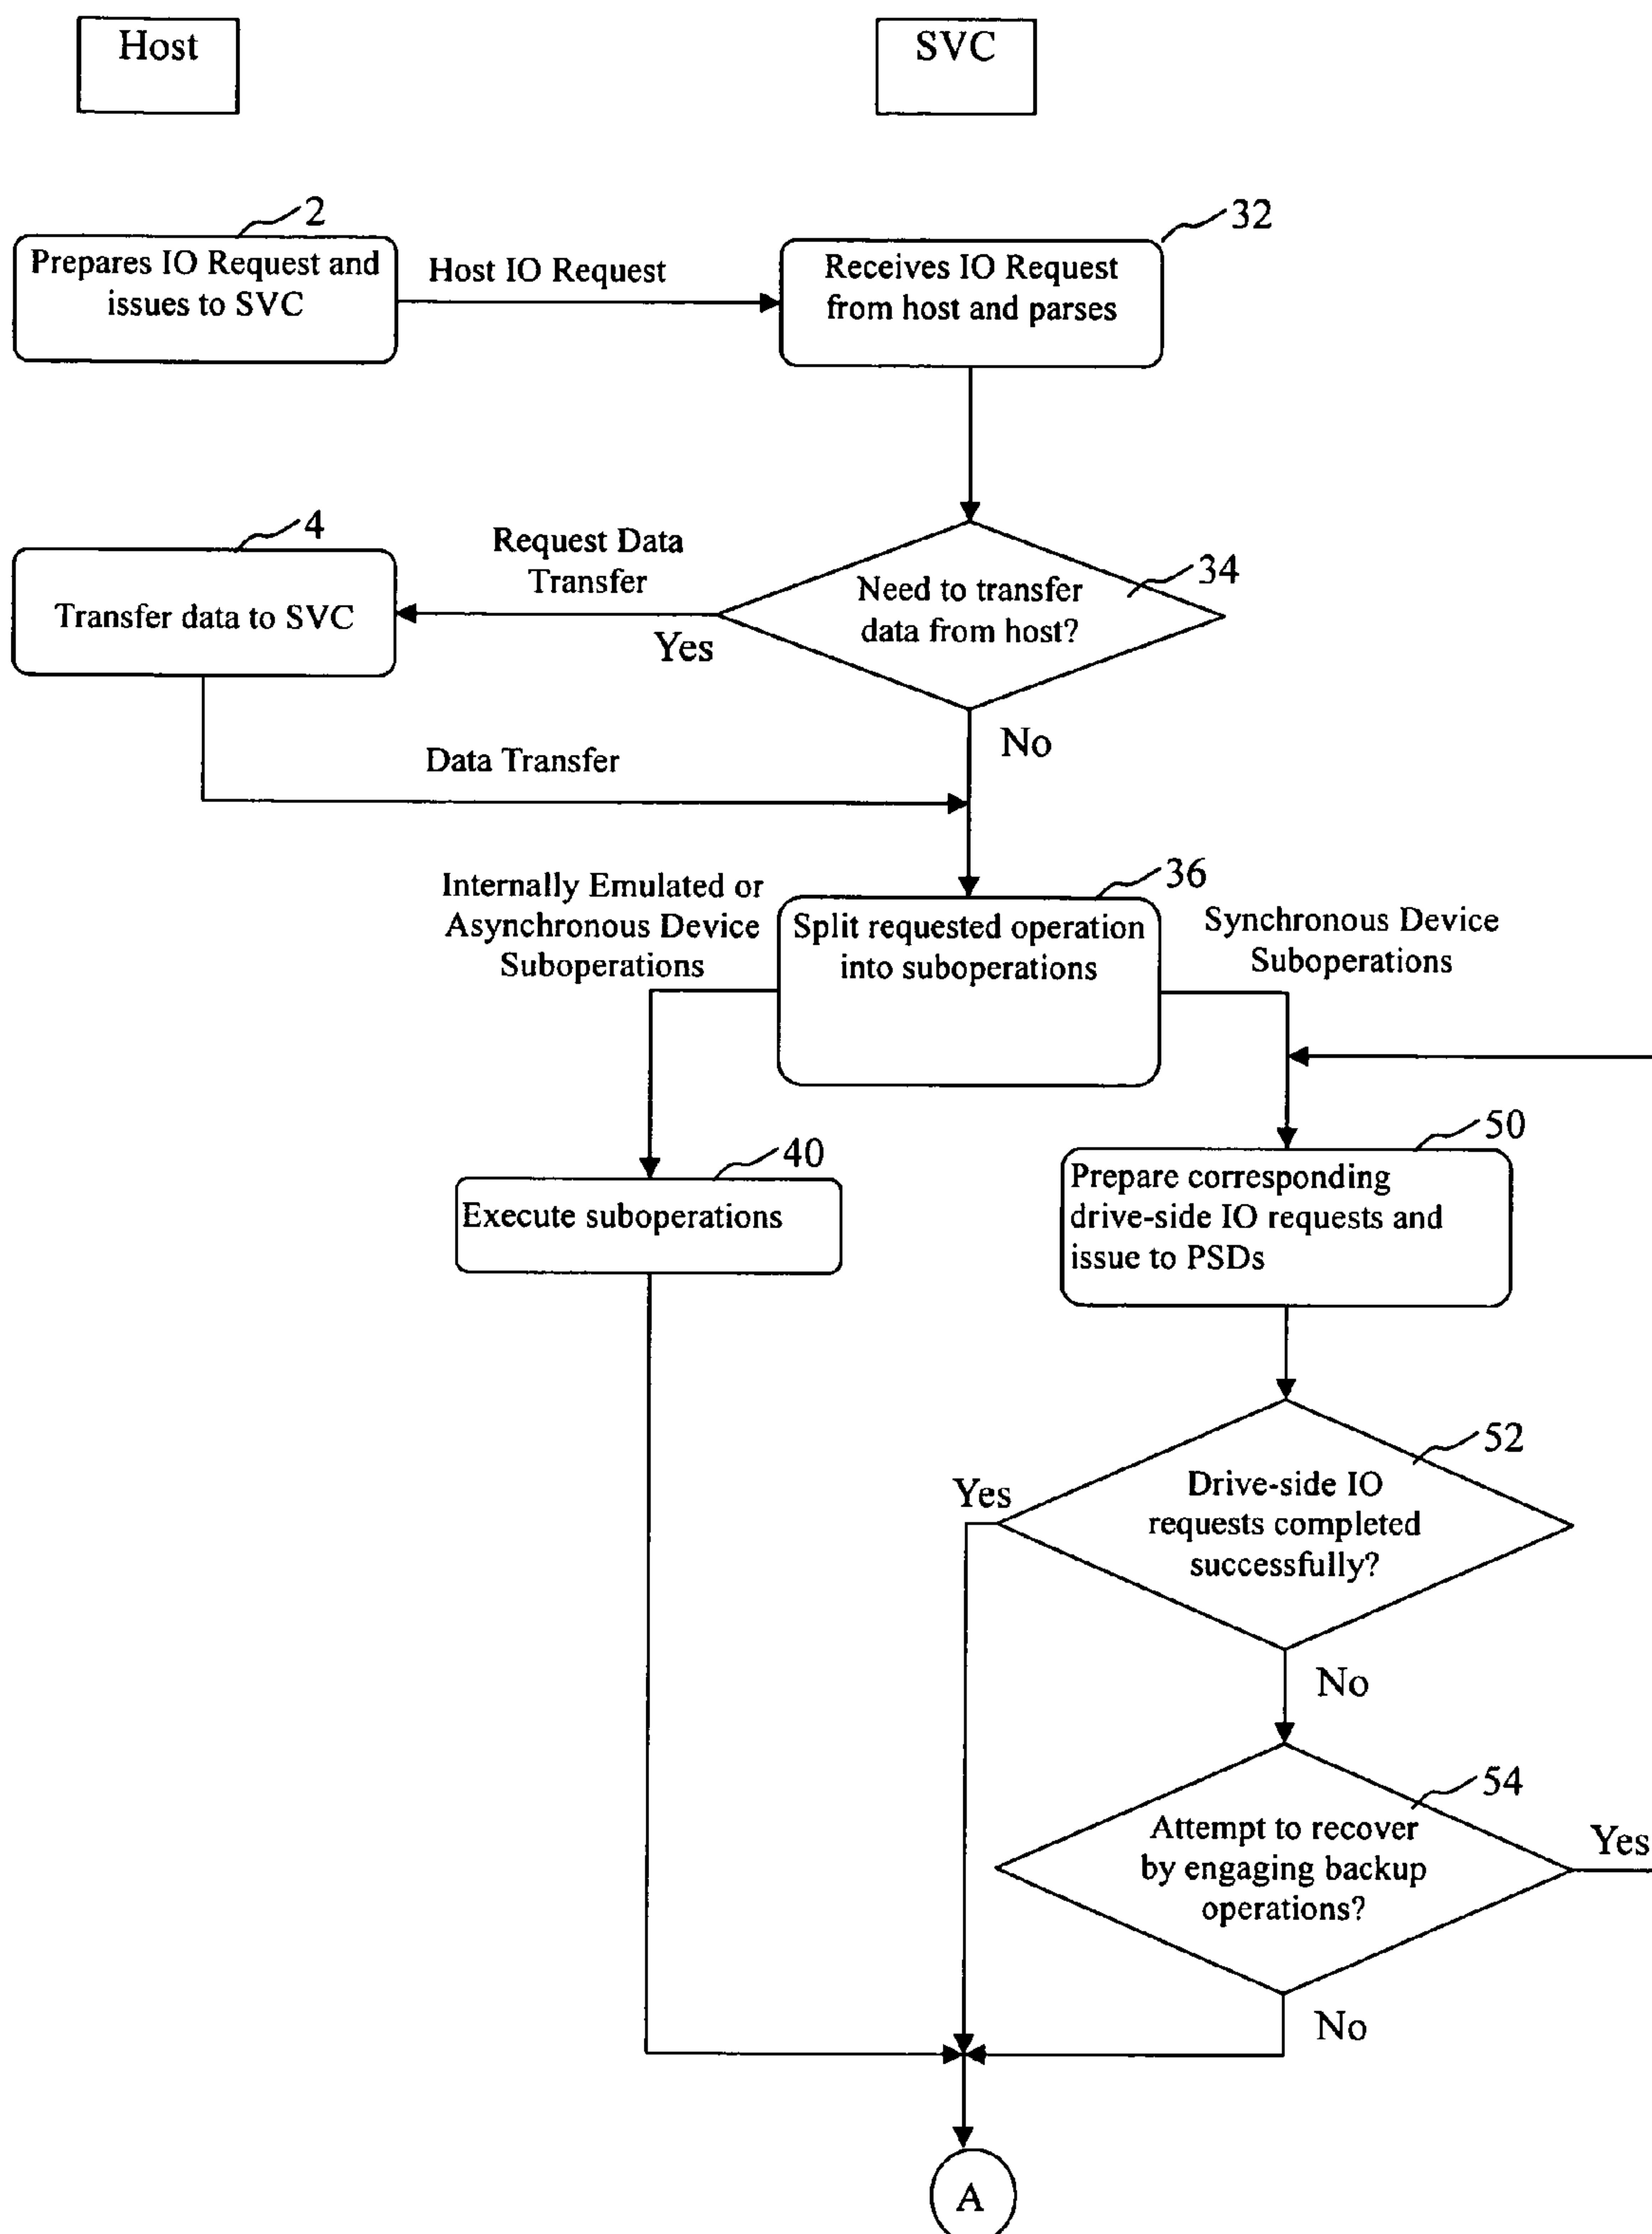 Host
SVC
2
32
Prepares IO Request and
issues to SVC
Host IO Request
Receives IO Request
from host and parses
4
Request Data
Transfer
34
Transfer data to SVC
Need to transfer
data from host?
Yes
No
Data Transfer
36
Internally Emulated or
Asynchronous Device
Suboperations
Split requested operation
into suboperations
Synchronous Device
Suboperations
40
50
Execute suboperations
Prepare corresponding
drive-side IO requests and
issue to PSDs
52
Yes
Drive-side IO
requests completed
successfully?
No
54
Attempt to recover
by engaging backup
operations?
Yes
No
A